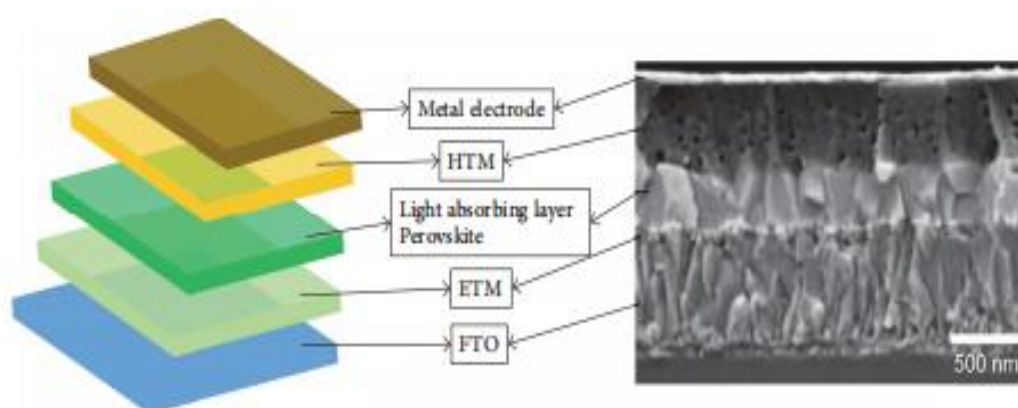 Metal electrode
HTM
Light absorbing layer
Perovskite
ETM
FTO
500 nm